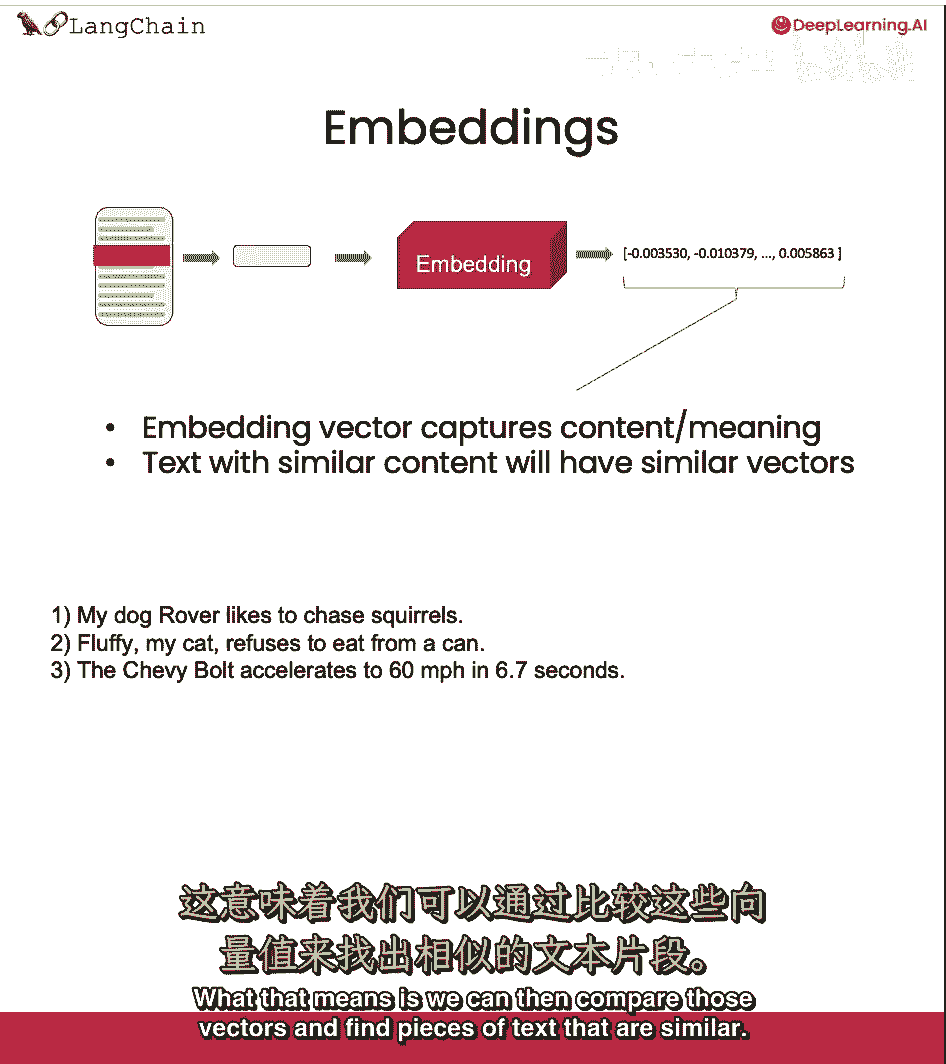 LangChain
DeepLearning.AI
Embeddings
Embedding
[-0.003530, -0.010379, ..., 0.005863 ]
• Embedding vector captures content/meaning
• Text with similar content will have similar vectors
1) My dog Rover likes to chase squirrels.
2) Fluffy, my cat, refuses to eat from a can.
3) The Chevy Bolt accelerates to 60 mph in 6.7 seconds.
这意味着我们可以通过比较这些向
量值来找出相似的文本片段。
What that means is we can then compare those
vectors and find pieces of text that are similar.